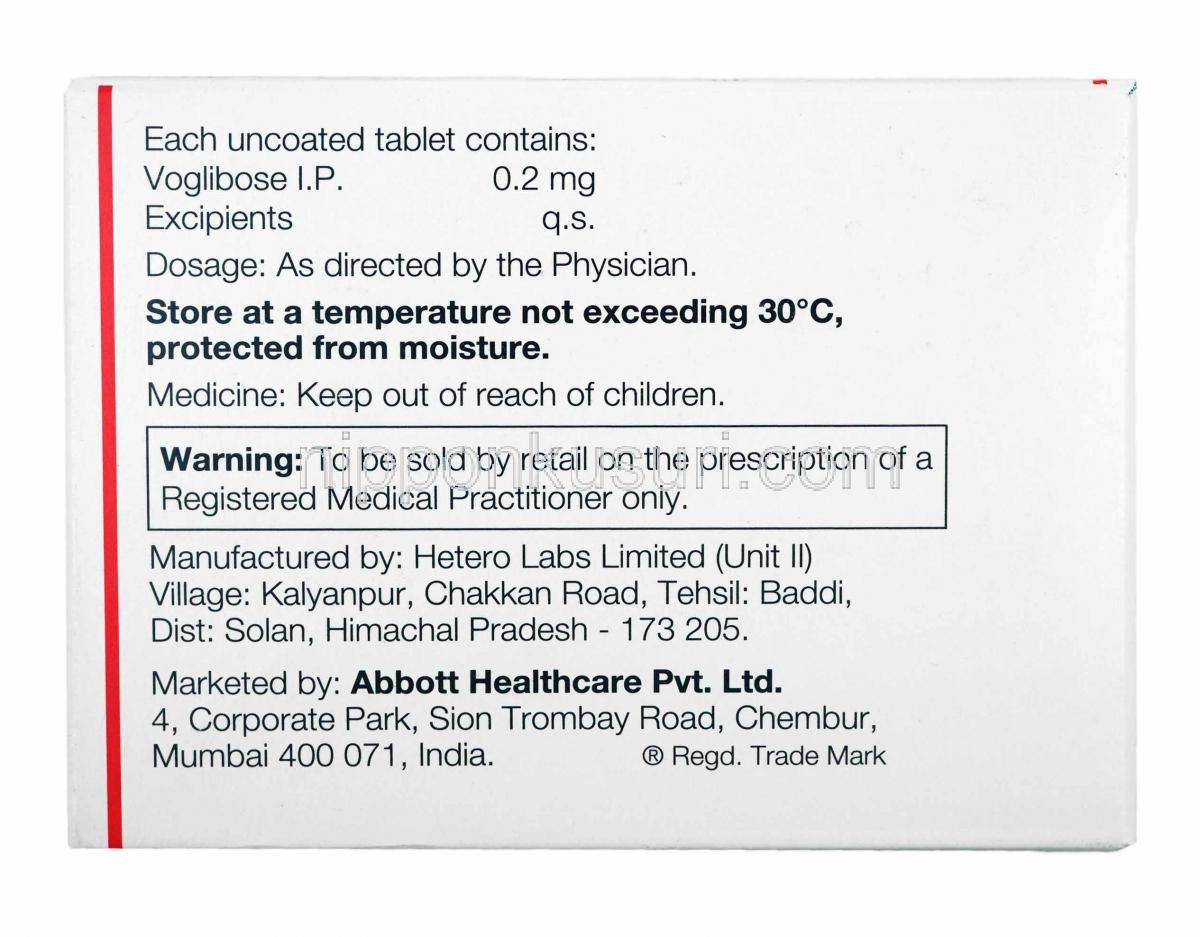 Each uncoated tablet contains:
Voglibose I.P. 0.2 mg
Excipients q.s.
Dosage: As directed by the Physician.
Store at a temperature not exceeding 30°C,
protected from moisture.
Medicine: Keep out of reach of children.
Warning: To be sold by retail on the prescription of a
nipponkusuri.com
Registered Medical Practitioner only.
Manufactured by: Hetero Labs Limited (Unit II)
Village: Kalyanpur, Chakkan Road, Tehsil: Baddi,
Dist: Solan, Himachal Pradesh - 173 205.
Marketed by: Abbott Healthcare Pvt. Ltd.
4, Corporate Park, Sion Trombay Road, Chembur,
Mumbai 400 071, India. ® Regd. Trade Mark